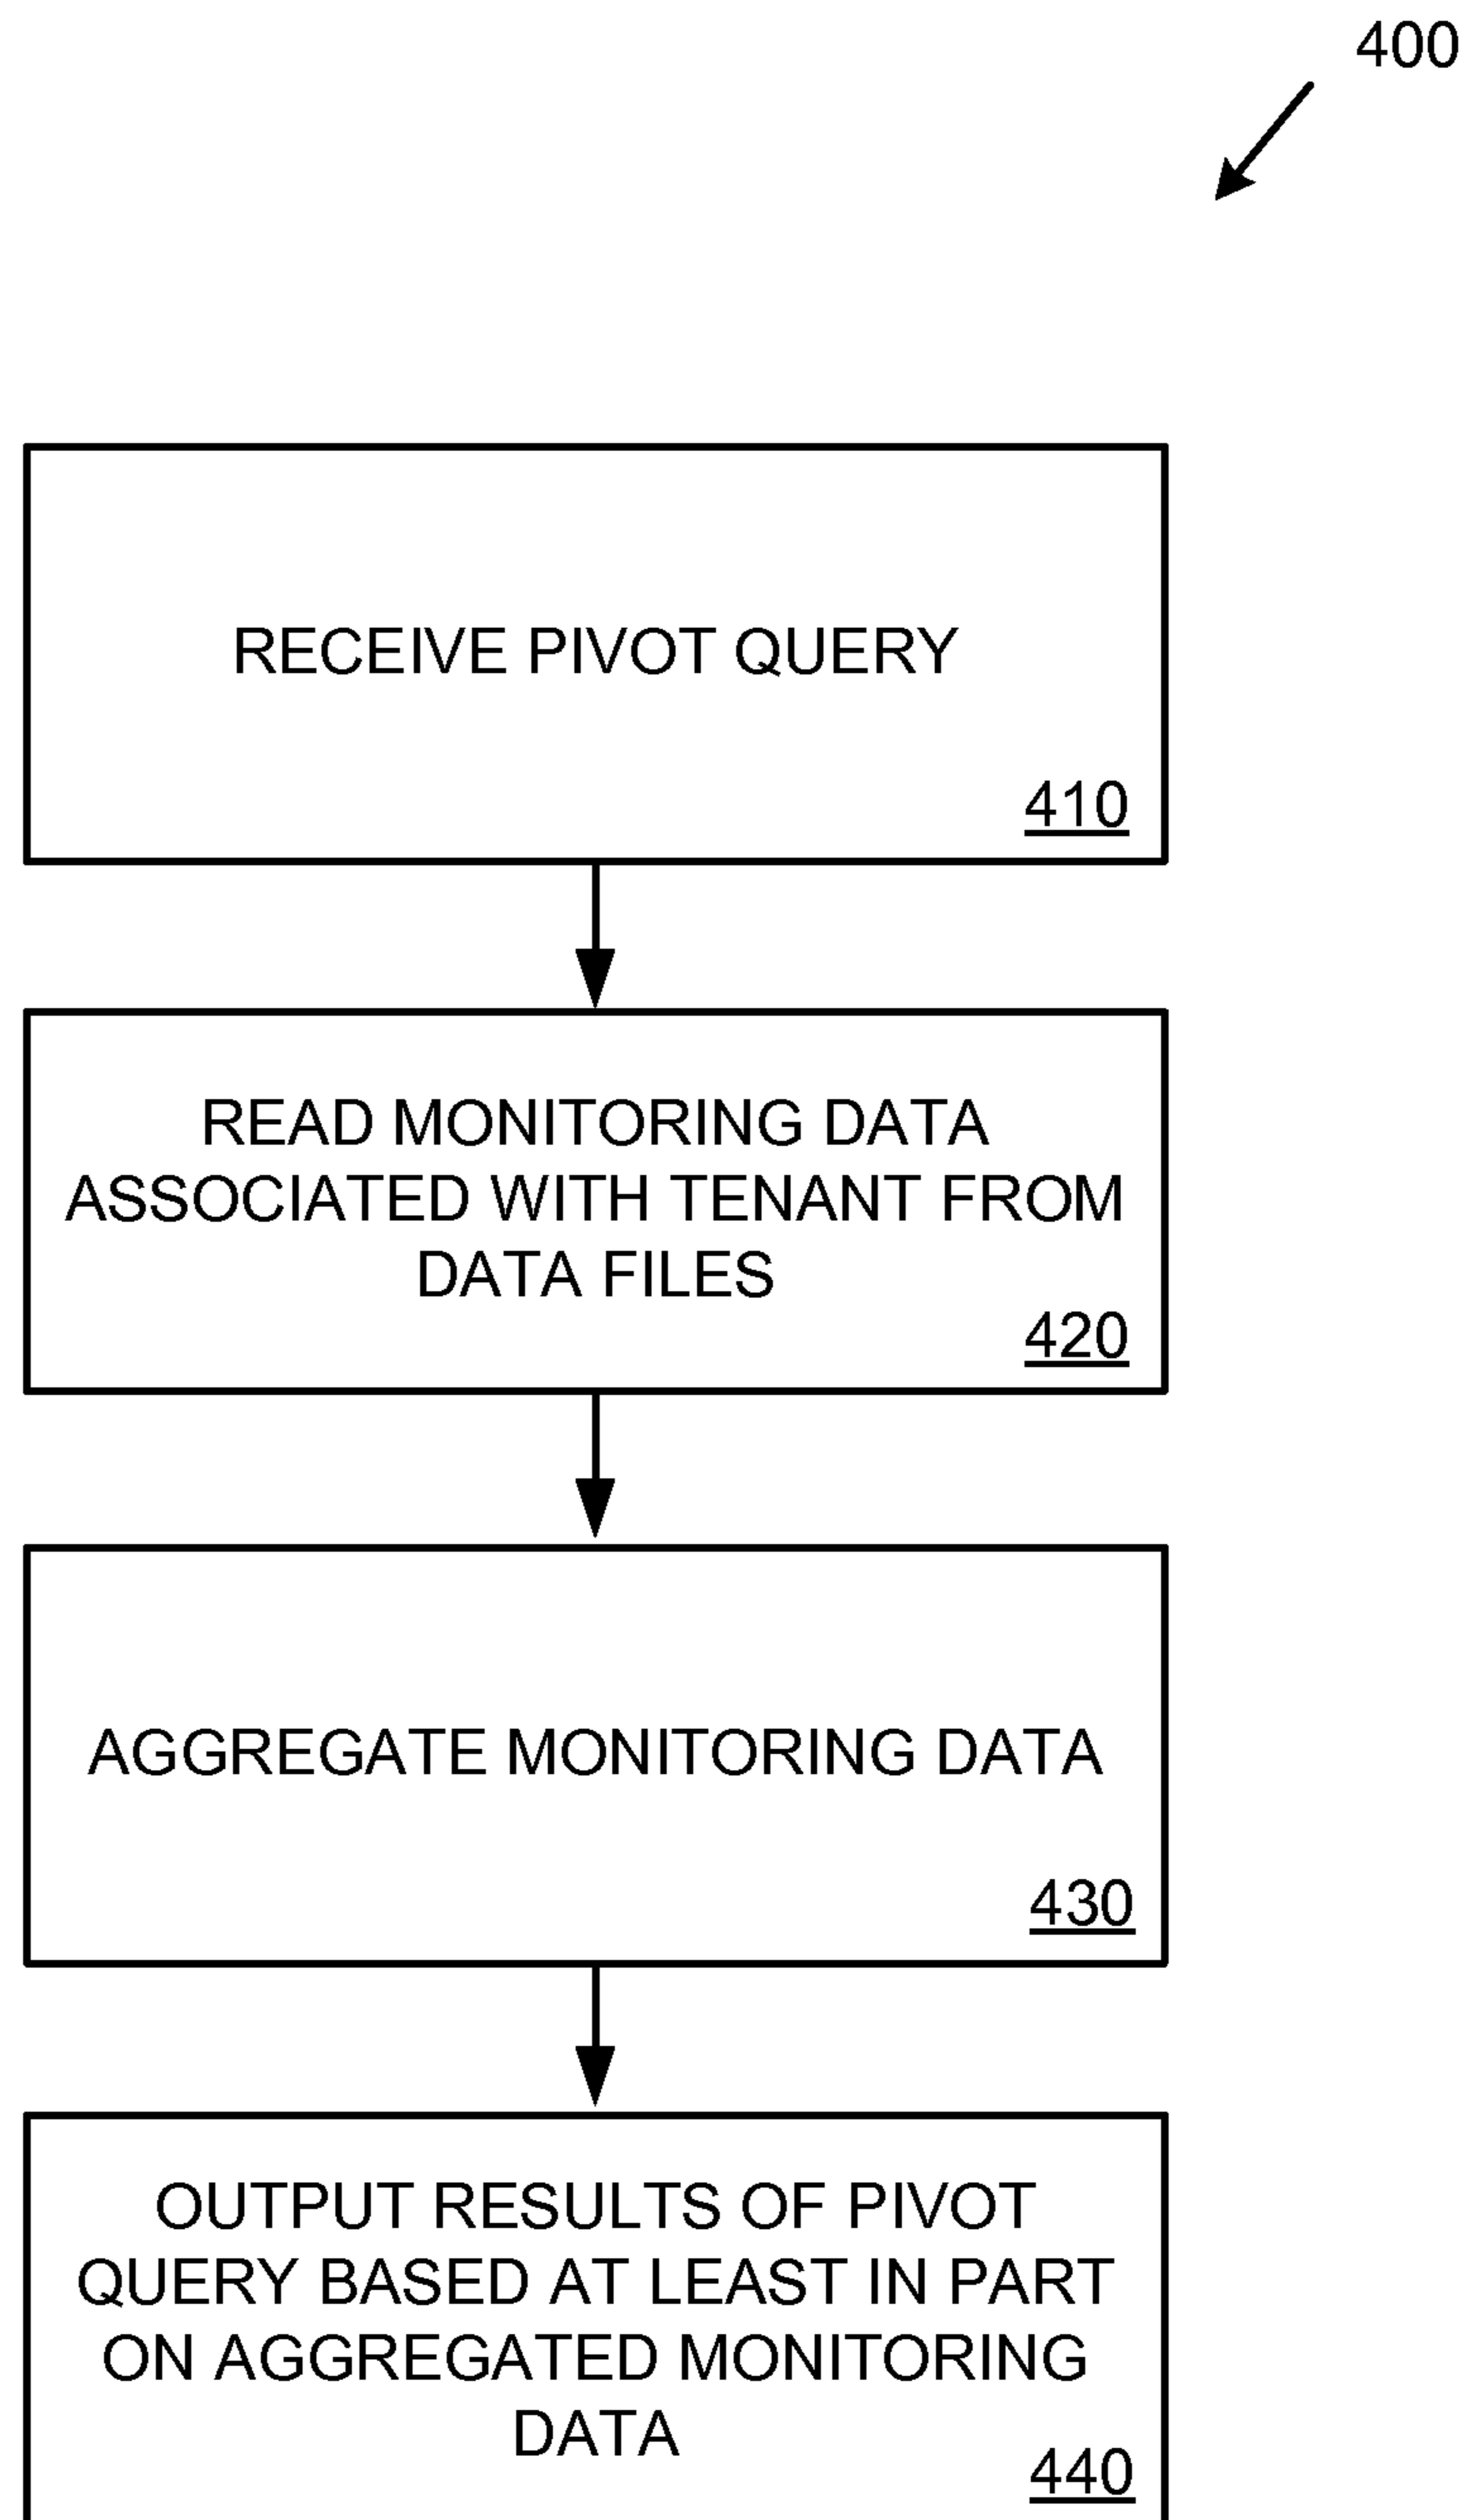 400
RECEIVE PIVOT QUERY
410
READ MONITORING DATA
ASSOCIATED WITH TENANT FROM
DATA FILES
420
AGGREGATE MONITORING DATA
430
OUTPUT RESULTS OF PIVOT
QUERY BASED AT LEAST IN PART
ON AGGREGATED MONITORING
DATA
440